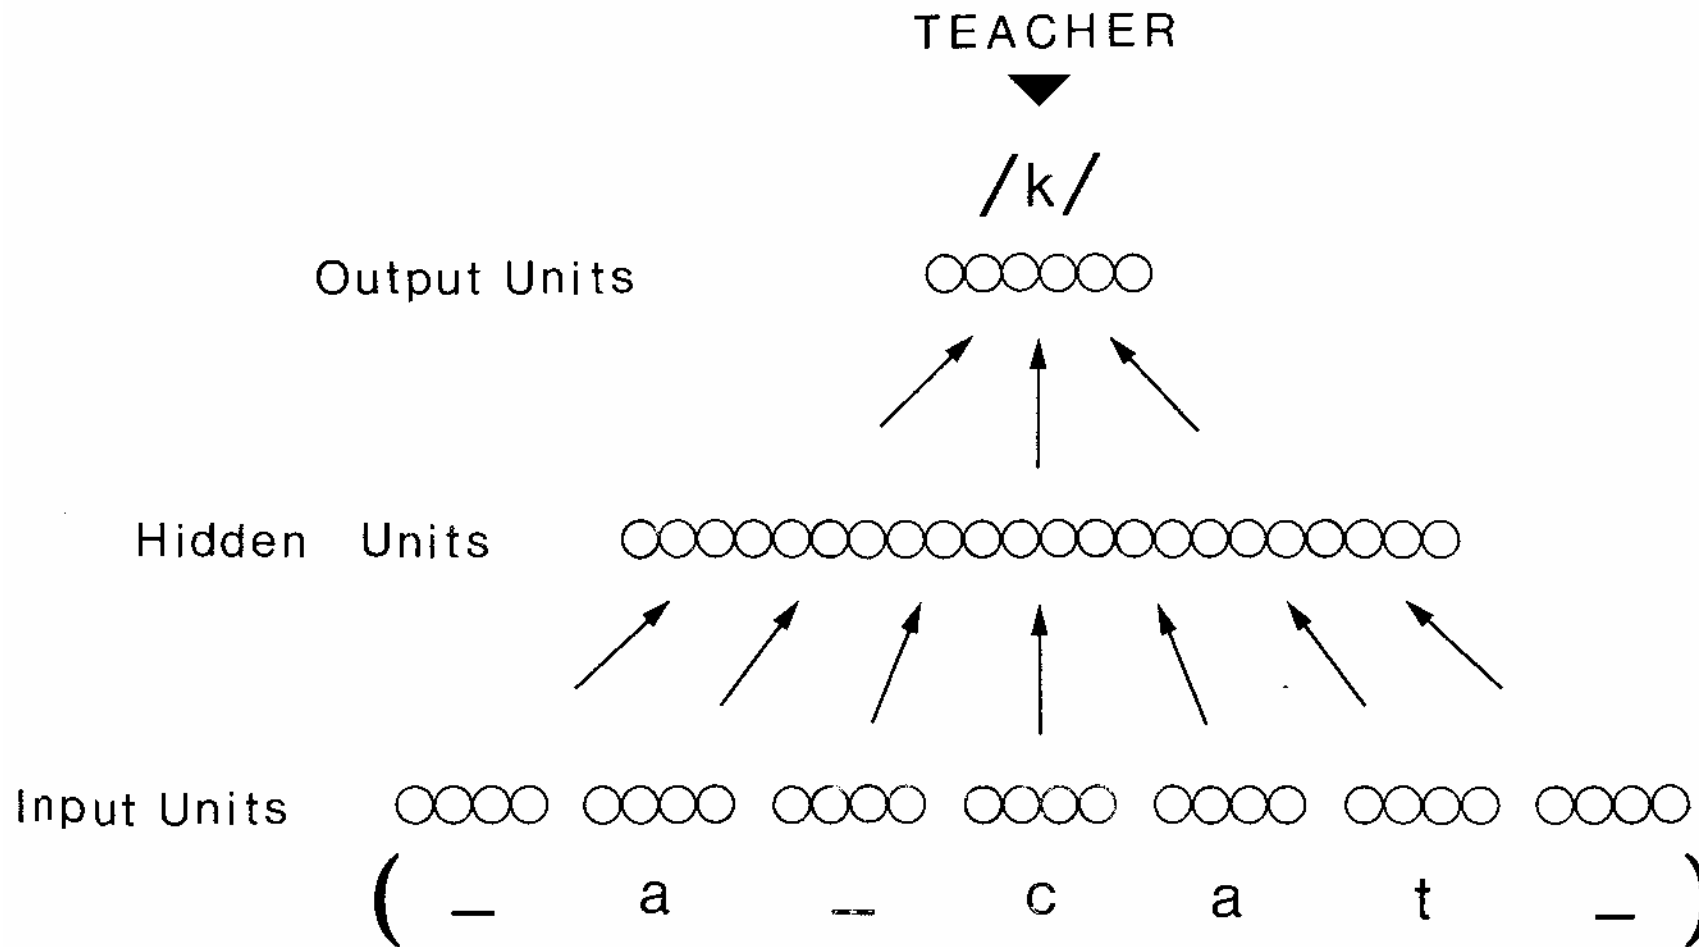 TEACHER
/k/
Output Units
Hidden Units
Input Units
( _ a _ c a t _ )